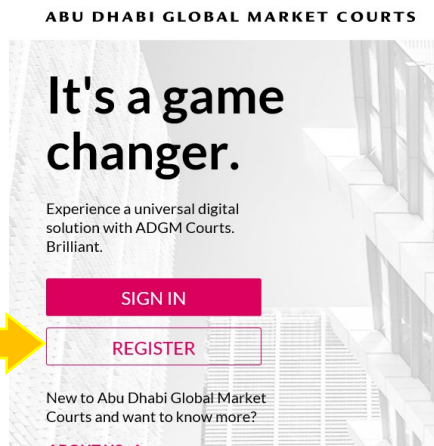 ABU DHABI GLOBAL MARKET COURTS
It's a game
changer.
Experience a universal digital
solution with ADGM Courts.
Brilliant.
SIGN IN
REGISTER
New to Abu Dhabi Global Market
Courts and want to know more?